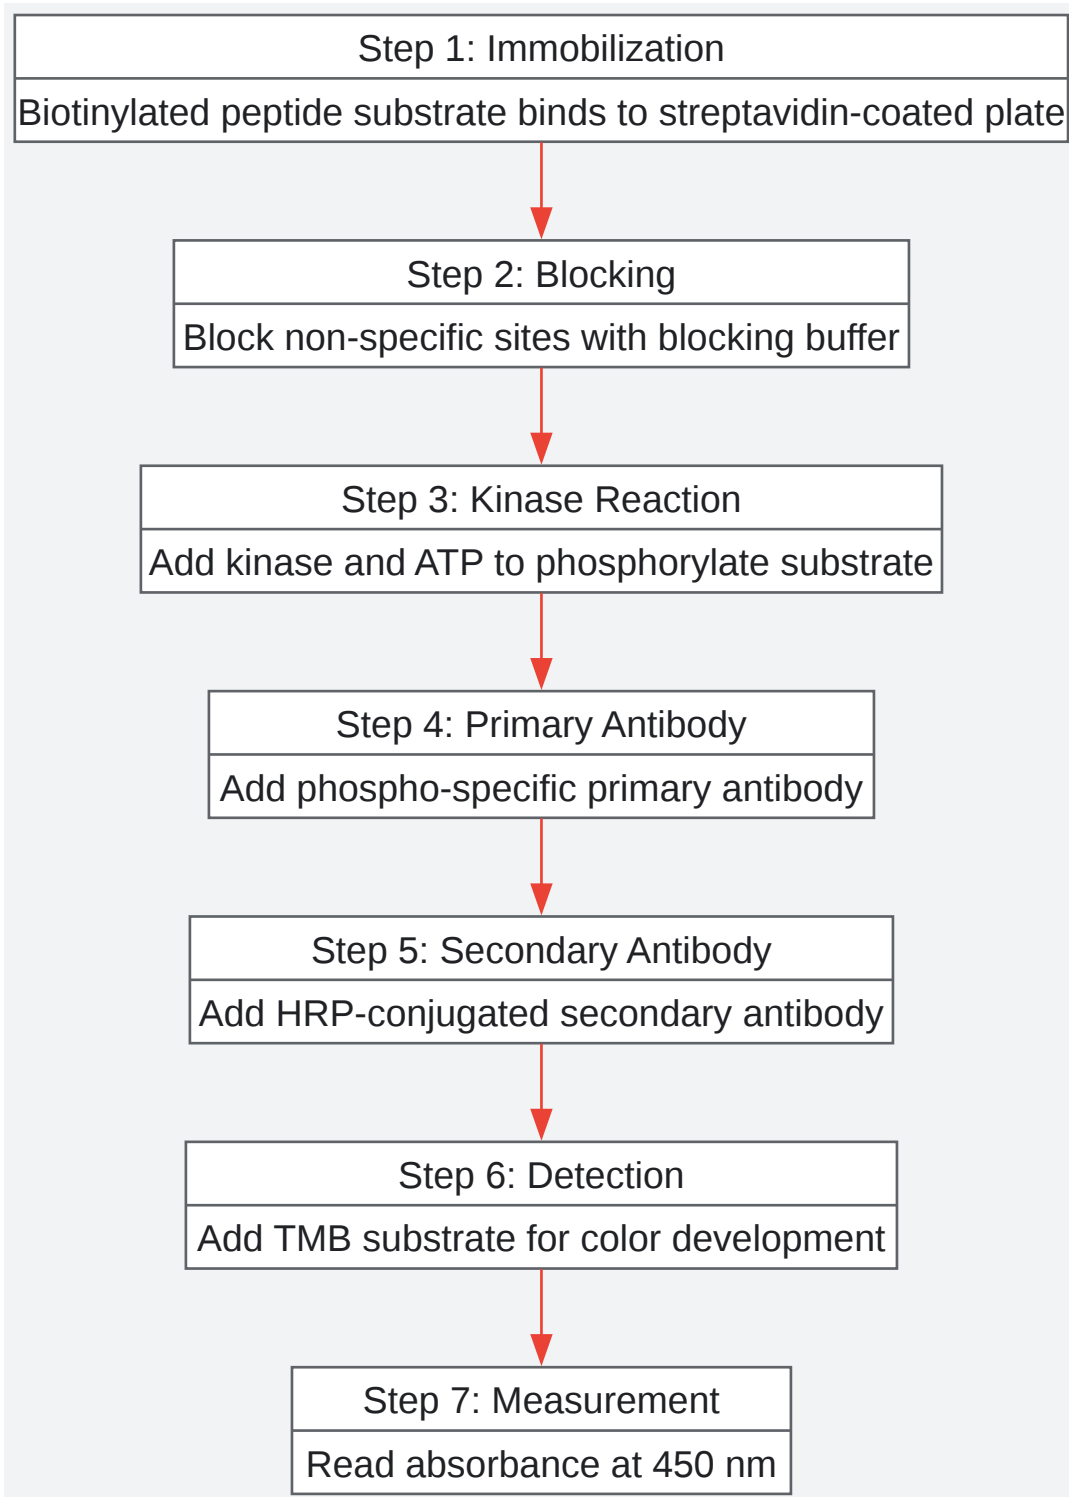 Step 1: Immobilization
Biotinylated peptide substrate binds to streptavidin-coated plate
Step 2: Blocking
Block non-specific sites with blocking buffer
Step 3: Kinase Reaction
Add kinase and ATP to phosphorylate substrate
Step 4: Primary Antibody
Add phospho-specific primary antibody
Step 5: Secondary Antibody
Add HRP-conjugated secondary antibody
Step 6: Detection
Add TMB substrate for color development
Step 7: Measurement
Read absorbance at 450 nm